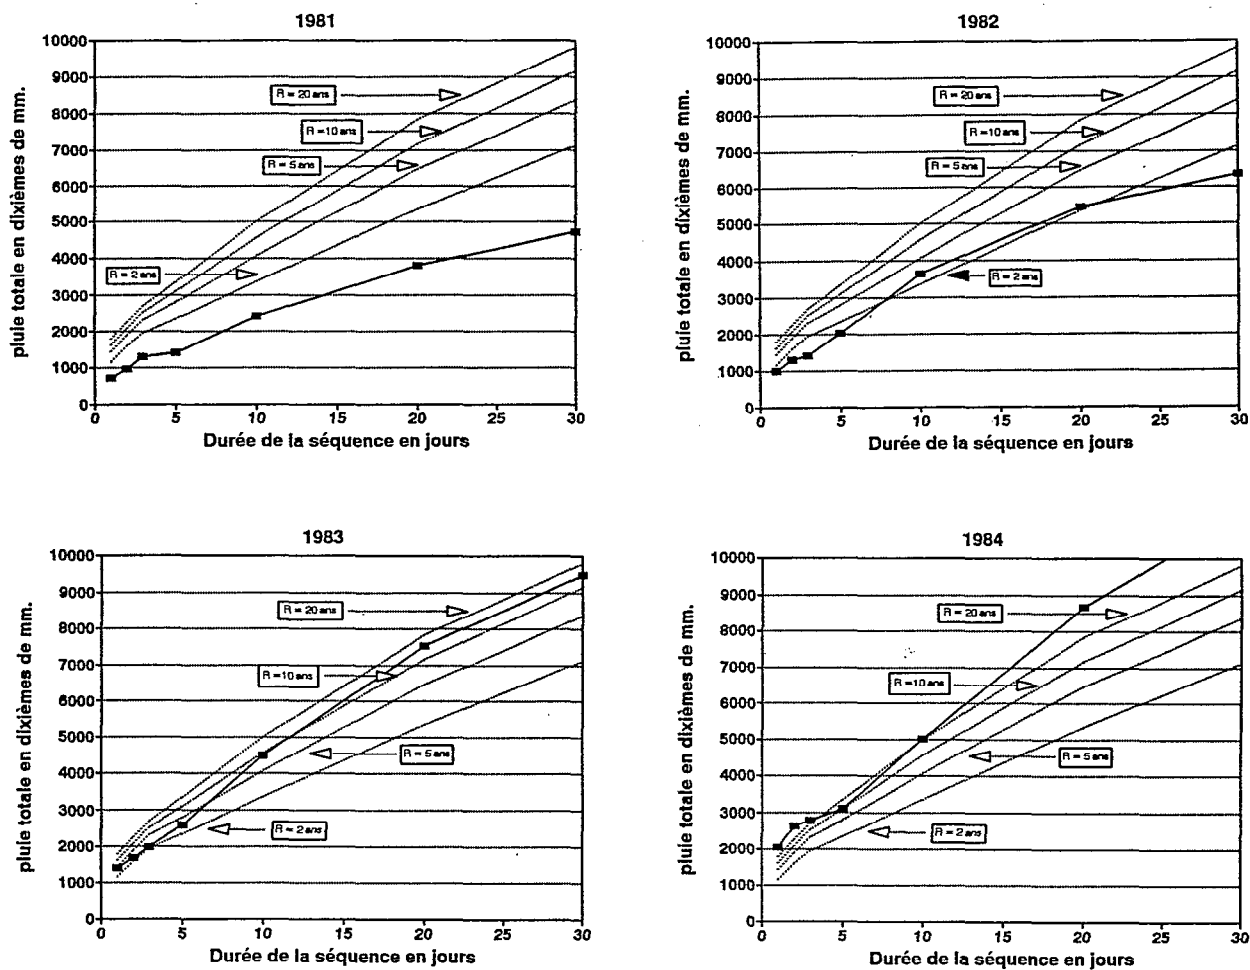 1981
pluie totale en dixièmes de mm.
10000
9000
8000
7000
6000
5000
4000
3000
2000
1000
0
R = 20 ans
R =10 ans
R = 5 ans
R = 2 ans
0 5 10 15 20 25 30
Durée de la séquence en jours
1982
pluie totale en dixièmes de mm.
10000
9000
8000
7000
6000
5000
4000
3000
2000
1000
0
R = 20 ans
R =10 ans
R = 5 ans
R = 2 ans
0 5 10 15 20 25 30
Durée de la séquence en jours
1983
pluie totale en dixièmes de mm.
10000
9000
8000
7000
6000
5000
4000
3000
2000
1000
0
R = 20 ans
R =10 ans
R = 5 ans
R = 2 ans
0 5 10 15 20 25 30
Durée de la séquence en jours
1984
pluie totale en dixièmes de mm.
10000
9000
8000
7000
6000
5000
4000
3000
2000
1000
0
R = 20 ans
R =10 ans
R = 5 ans
R = 2 ans
0 5 10 15 20 25 30
Durée de la séquence en jours